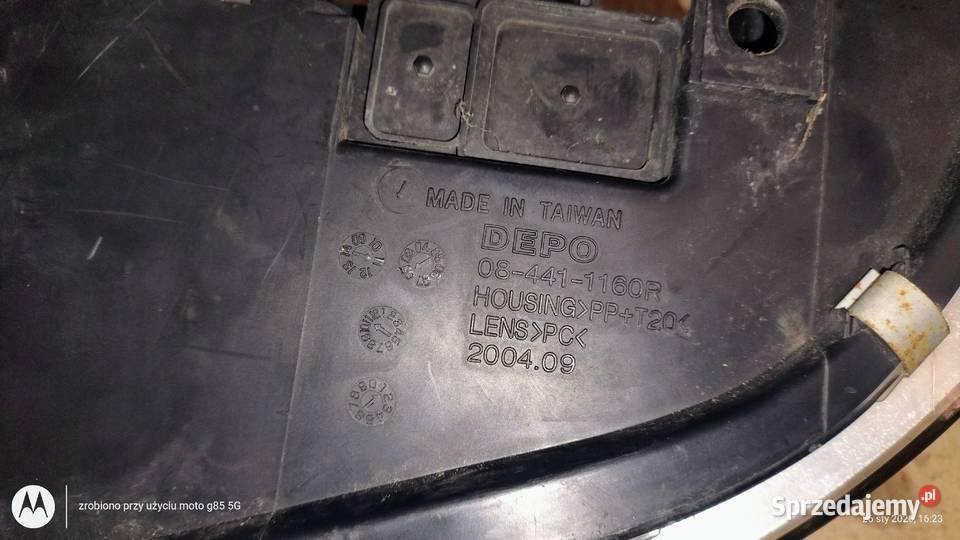 MADE IN TAIWAN
DEPO
08-441-1160R
HOUSING>PP+T20<
LENS>PC<
2004.09
zrobiono przy użyciu moto g85 5G
Sprzedajemy.pl